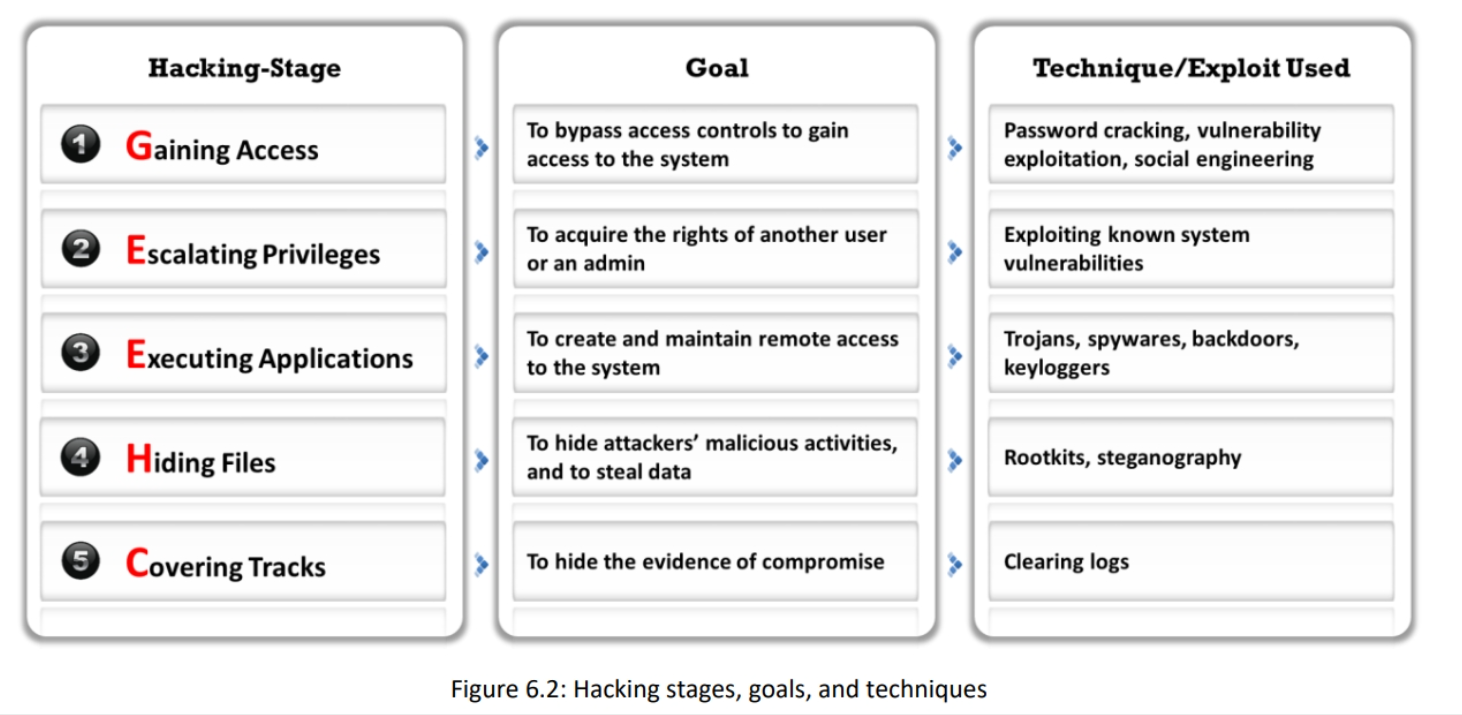 Hacking-Stage
Goal
Technique/Exploit Used
1 Gaining Access
To bypass access controls to gain
access to the system
Password cracking, vulnerability
exploitation, social engineering
2 Escalating Privileges
To acquire the rights of another user
or an admin
Exploiting known system
vulnerabilities
3 Executing Applications
To create and maintain remote access
to the system
Trojans, spywares, backdoors,
keyloggers
4 Hiding Files
To hide attackers’ malicious activities,
and to steal data
Rootkits, steganography
5 Covering Tracks
To hide the evidence of compromise
Clearing logs
Figure 6.2: Hacking stages, goals, and techniques